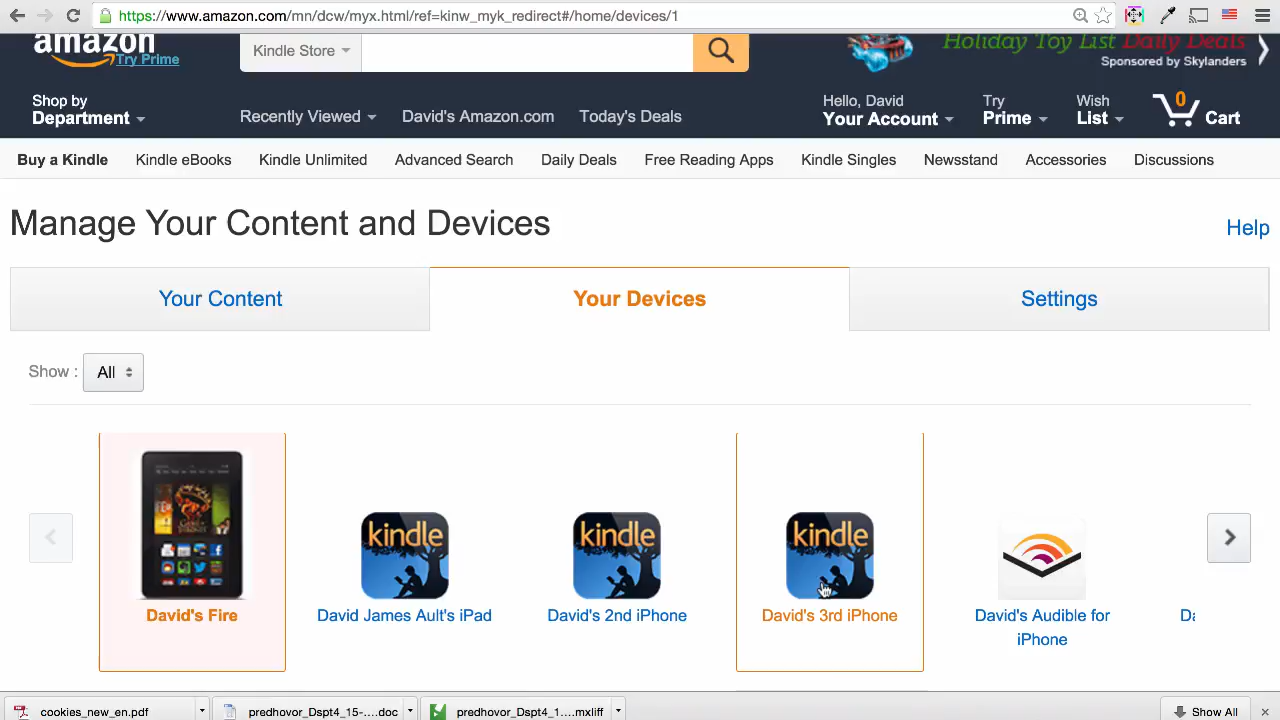 https://www.amazon.com/mn/dcw/myx.html/ref=kinw_myk_redirect#/home/devices/1
amazon
Try Prime
Kindle Store
Holiday Toy List Daily Deals
Sponsored by Skylanders
Shop by
Department
Recently Viewed
David's Amazon.com
Today's Deals
Hello, David
Your Account
Try
Prime
Wish
List
0
Cart
Buy a Kindle
Kindle eBooks
Kindle Unlimited
Advanced Search
Daily Deals
Free Reading Apps
Kindle Singles
Newsstand
Accessories
Discussions
Manage Your Content and Devices
Help
Your Content
Your Devices
Settings
Show :
All
kindle
kindle
kindle
David's Fire
David James Ault's iPad
David's 2nd iPhone
David's 3rd iPhone
David's Audible for
iPhone
cookies_new_en.pdf
predhovor_Dspt4_15-....doc
predhovor_Dspt4_1....mxliff
Show All